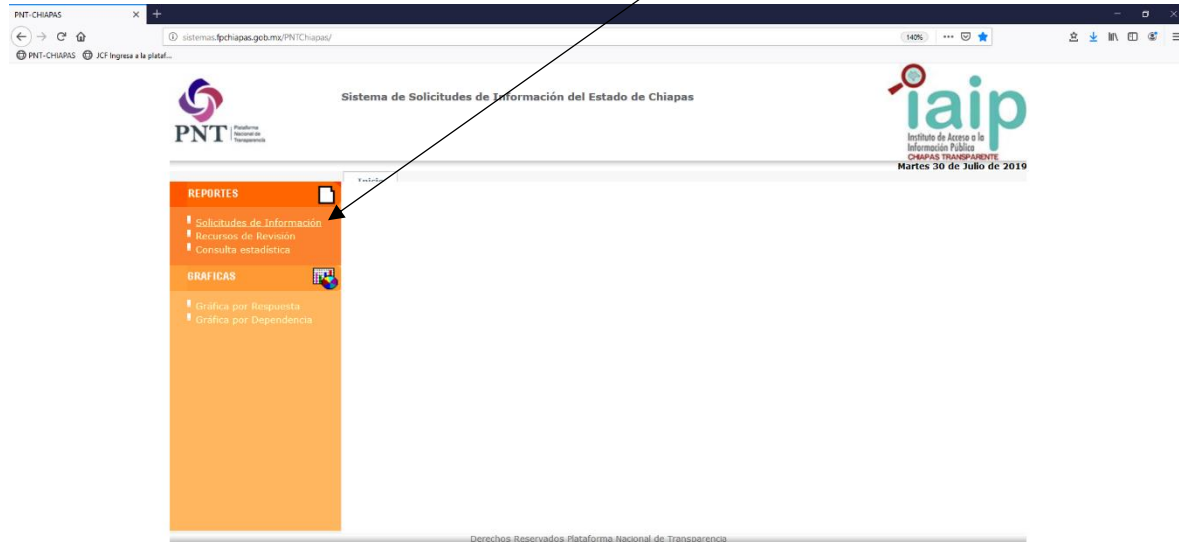 PNT-CHIAPAS
sistemas.fpchiapas.gob.mx/PNTChiapas/
140%
PNT-CHIAPAS JCF Ingresa a la plataf...
Sistema de Solicitudes de Información del Estado de Chiapas
PNT Plataforma
Nacional de
Transparencia
iaip
Instituto de Acceso a la
Información Pública
CHIAPAS TRANSPARENTE
Martes 30 de Julio de 2019
Inicio
REPORTES
Solicitudes de Información
Recursos de Revisión
Consulta estadística
GRAFICAS
Gráfica por Respuesta
Gráfica por Dependencia
Derechos Reservados Plataforma Nacional de Transparencia